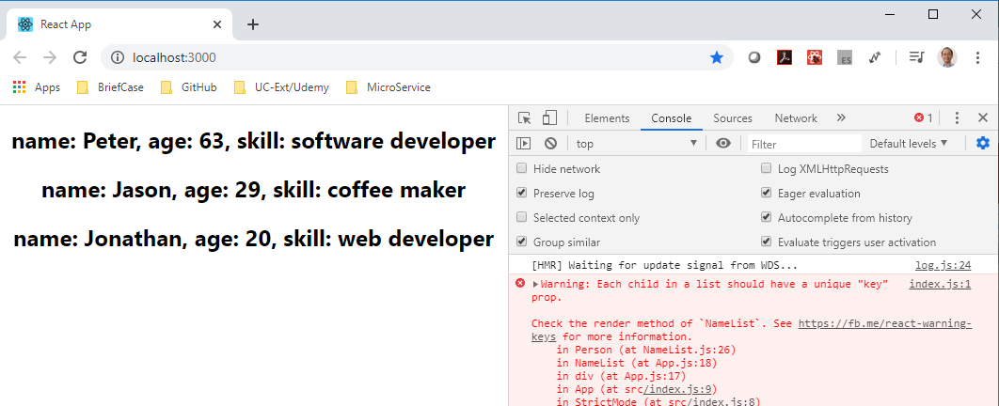 React App
localhost:3000
ES
Apps BriefCase GitHub UC-Ext/Udemy MicroService
name: Peter, age: 63, skill: software developer
name: Jason, age: 29, skill: coffee maker
name: Jonathan, age: 20, skill: web developer
Elements Console Sources Network » 1
top Filter Default levels
Hide network Log XMLHttpRequests
Preserve log Eager evaluation
Selected context only Autocomplete from history
Group similar Evaluate triggers user activation
[HMR] Waiting for update signal from WDS... log.js:24
Warning: Each child in a list should have a unique "key" index.js:1
prop.
Check the render method of `NameList`. See https://fb.me/react-warning-
keys for more information.
in Person (at NameList.js:26)
in NameList (at App.js:18)
in div (at App.js:17)
in App (at src/index.js:9)
in StrictMode (at src/index.js:8)